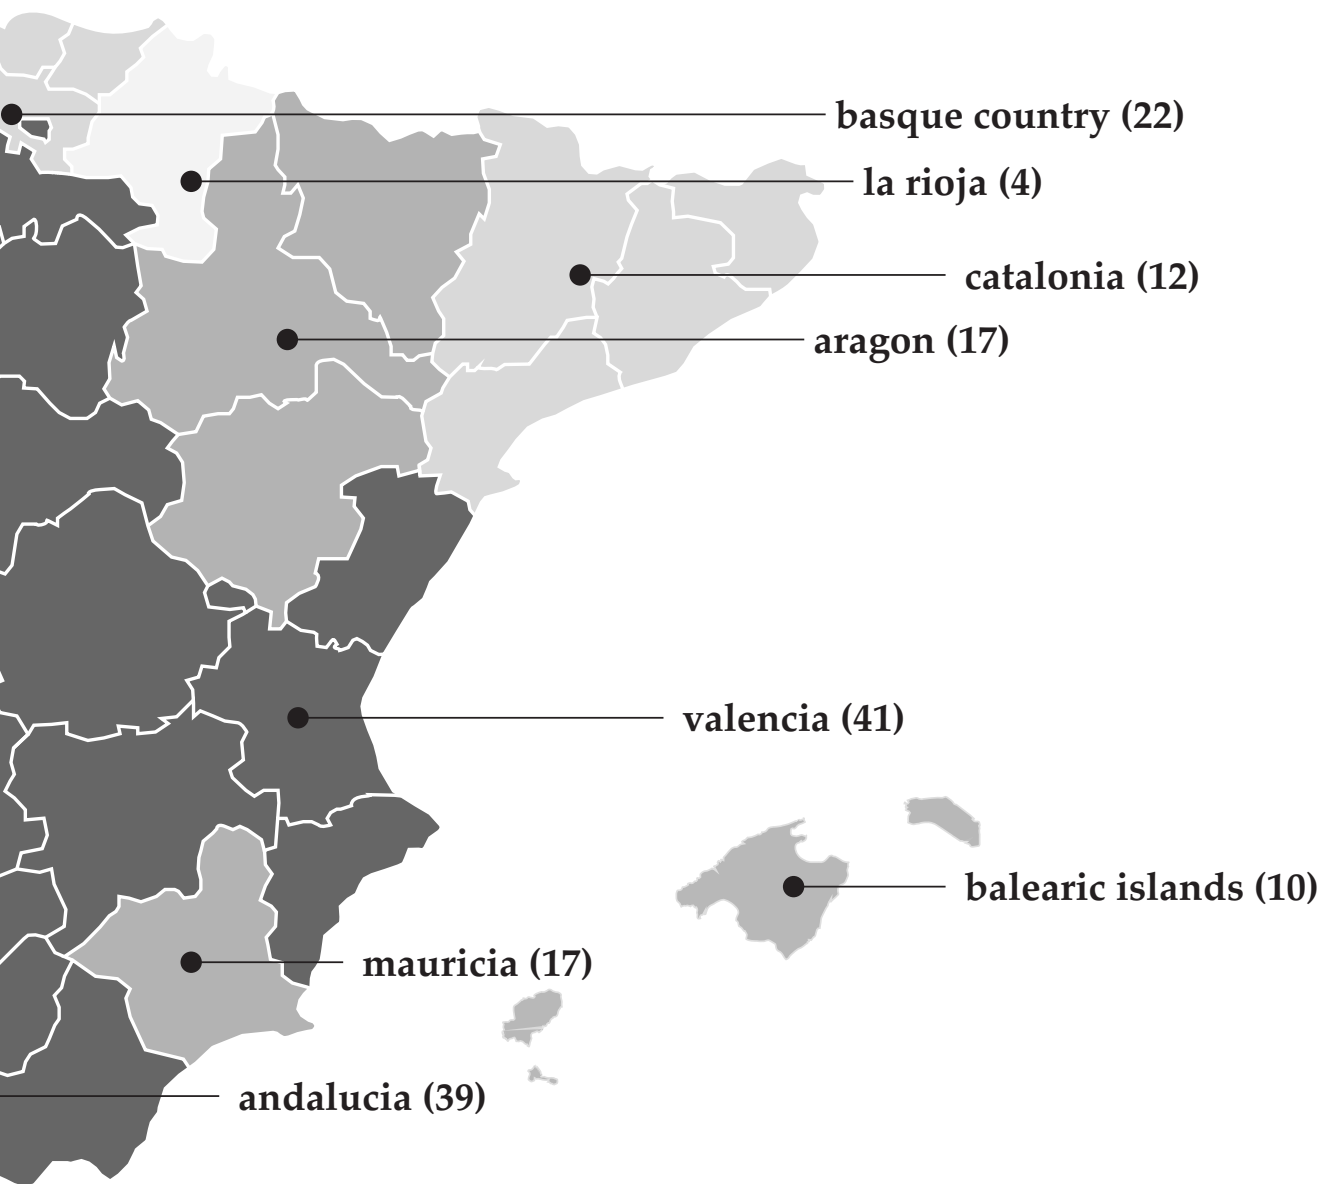 basque country (22)
la rioja (4)
catalonia (12)
aragon (17)
valencia (41)
balearic islands (10)
mauricia (17)
andalucia (39)